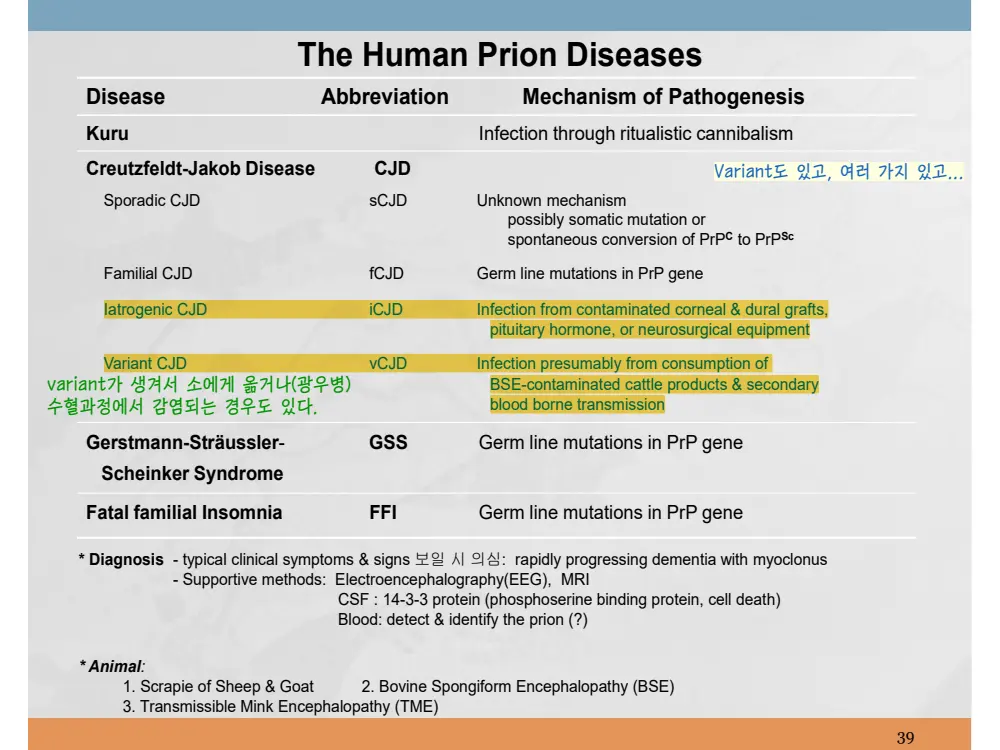 The Human Prion Diseases
Disease Abbreviation Mechanism of Pathogenesis
Kuru Infection through ritualistic cannibalism
Creutzfeldt-Jakob Disease CJD Variant도 있고, 여러 가지 있고...
Sporadic CJD sCJD Unknown mechanism
possibly somatic mutation or
spontaneous conversion of PrPC to PrPSc
Familial CJD fCJD Germ line mutations in PrP gene
Iatrogenic CJD iCJD Infection from contaminated corneal & dural grafts,
pituitary hormone, or neurosurgical equipment
Variant CJD vCJD Infection presumably from consumption of
variant가 생겨서 소에게 옮거나(광우병) BSE-contaminated cattle products & secondary
수혈과정에서 감염되는 경우도 있다. blood borne transmission
Gerstmann-Sträussler- GSS Germ line mutations in PrP gene
Scheinker Syndrome
Fatal familial Insomnia FFI Germ line mutations in PrP gene
* Diagnosis - typical clinical symptoms & signs 보일 시 의심: rapidly progressing dementia with myoclonus
- Supportive methods: Electroencephalography(EEG), MRI
CSF : 14-3-3 protein (phosphoserine binding protein, cell death)
Blood: detect & identify the prion (?)
* Animal:
1. Scrapie of Sheep & Goat 2. Bovine Spongiform Encephalopathy (BSE)
3. Transmissible Mink Encephalopathy (TME)
39